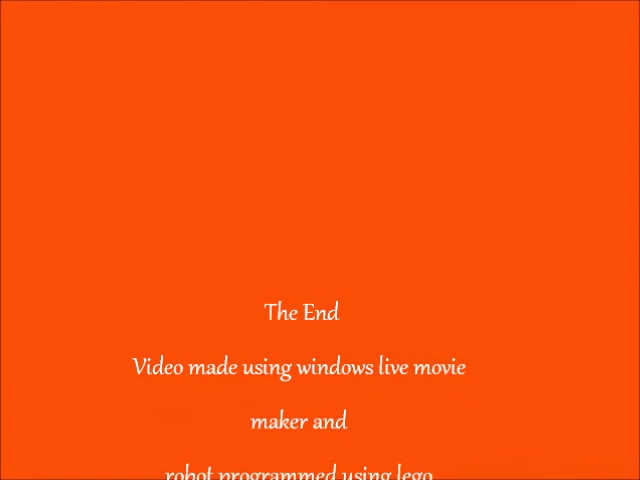 The End
Video made using windows live movie
maker and
robot programmed using lego